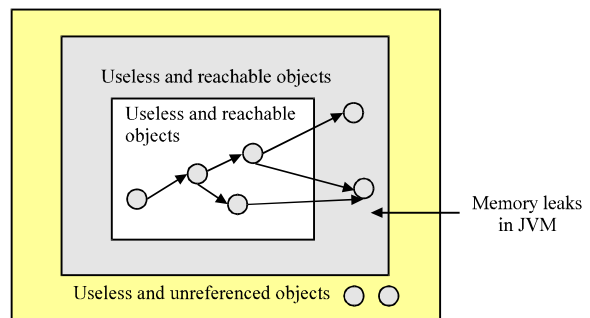 Useless and reachable objects
Useless and reachable
objects
Memory leaks
in JVM
Useless and unreferenced objects